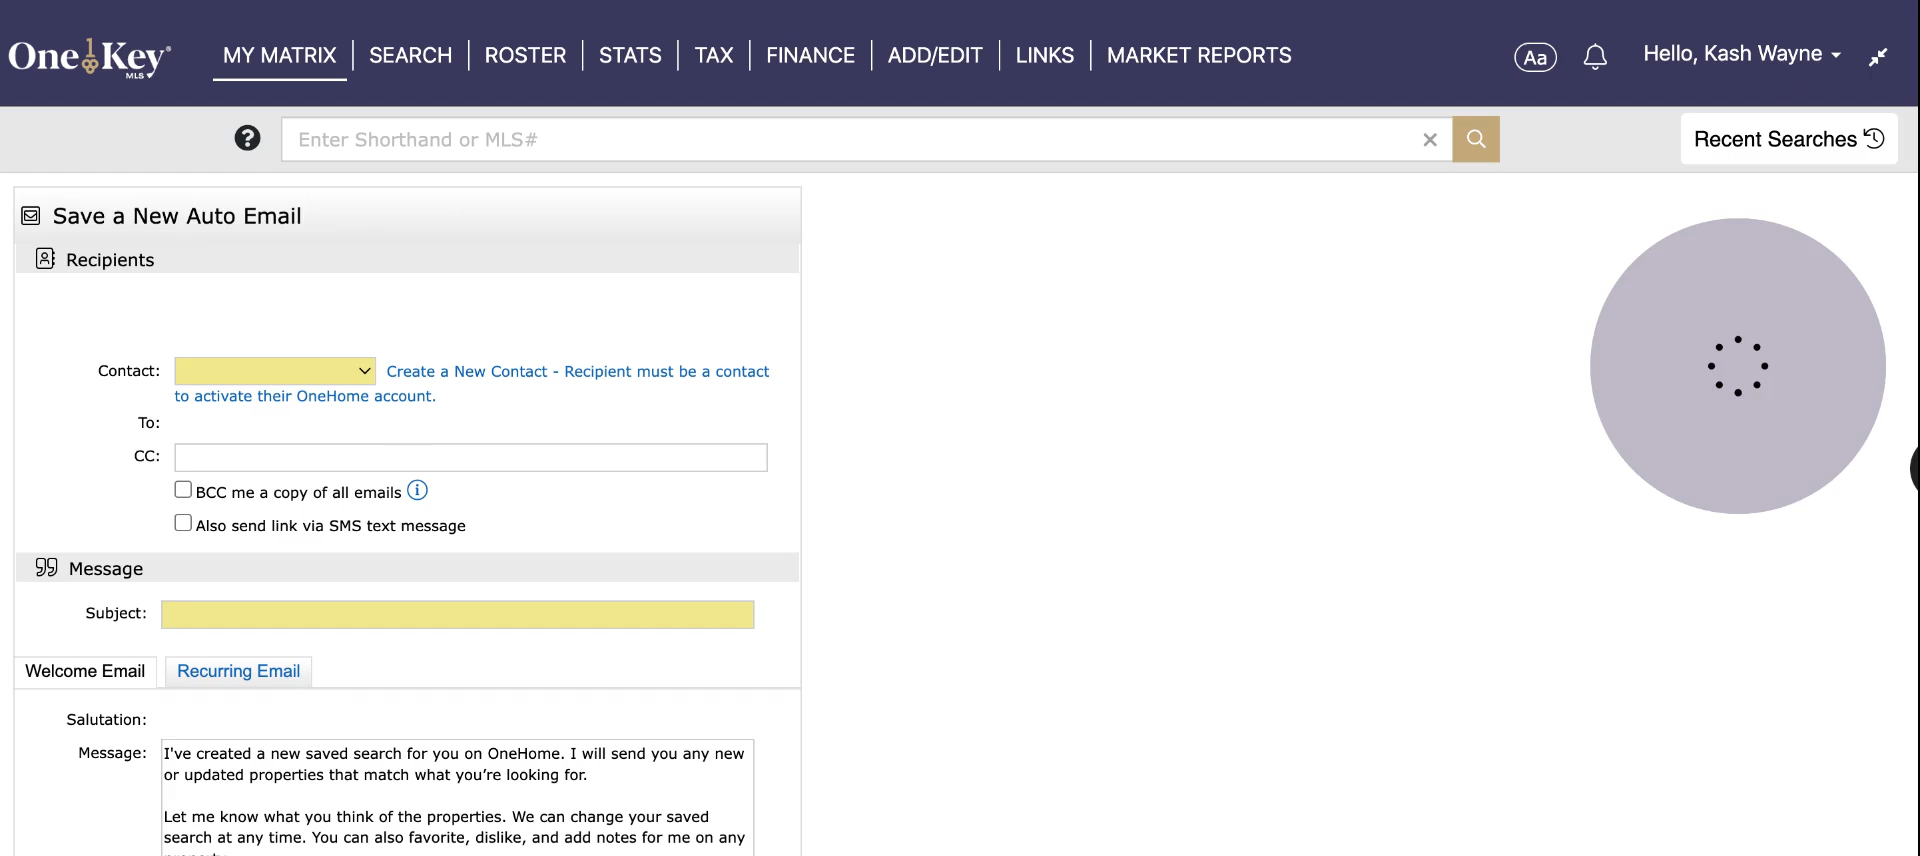 One Key MLS
MY MATRIX
SEARCH
ROSTER
STATS
TAX
FINANCE
ADD/EDIT
LINKS
MARKET REPORTS
Aa
Hello, Kash Wayne
?
Enter Shorthand or MLS#
Recent Searches
Save a New Auto Email
Recipients
Contact:
Create a New Contact - Recipient must be a contact
to activate their OneHome account.
To:
CC:
BCC me a copy of all emails
Also send link via SMS text message
Message
Subject:
Welcome Email
Recurring Email
Salutation:
Message:
I've created a new saved search for you on OneHome. I will send you any new
or updated properties that match what you’re looking for.
Let me know what you think of the properties. We can change your saved
search at any time. You can also favorite, dislike, and add notes for me on any